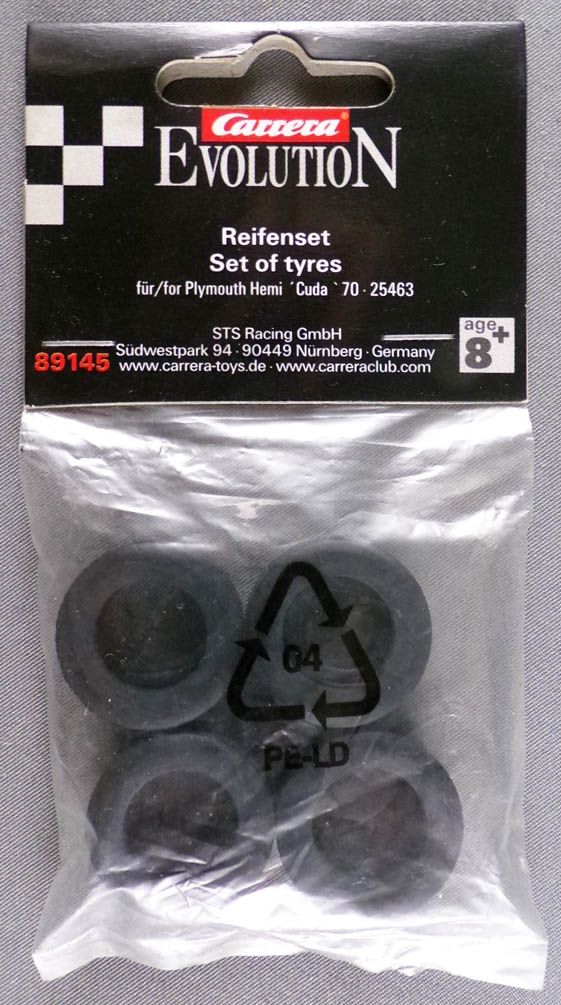 Carrera®
EVOLUTION
Reifenset
Set of tyres
für/for Plymouth Hemi ´Cuda `70 · 25463
STS Racing GmbH
Südwestpark 94 · 90449 Nürnberg · Germany
www.carrera-toys.de · www.carreraclub.com
89145
age
8+
04
PE-LD